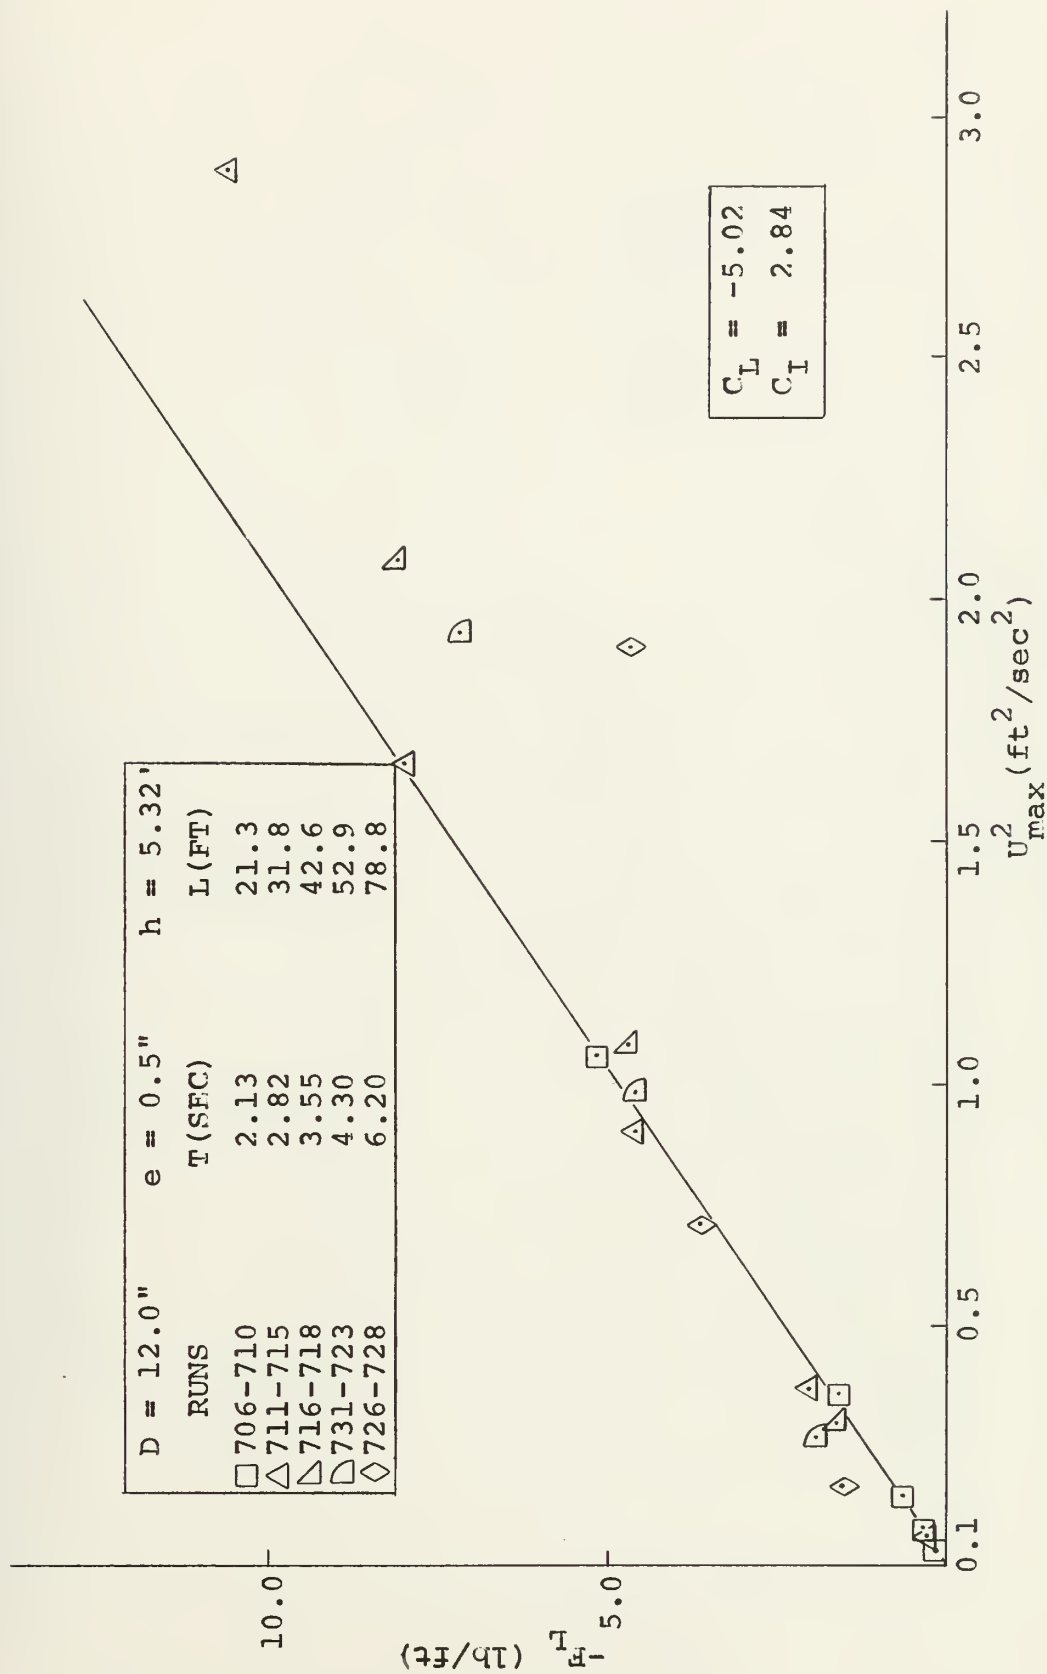 D = 12.0" e = 0.5" h = 5.32'
RUNS T(SEC) L(FT)
706-710 2.13 21.3
711-715 2.82 31.8
716-718 3.55 42.6
731-723 4.30 52.9
726-728 6.20 78.8
C_L = -5.02
C_I = 2.84
-F_L (lb/ft)
10.0
5.0
0.1 0.5 1.0 1.5 2.0 2.5 3.0
U²max(ft²/sec²)